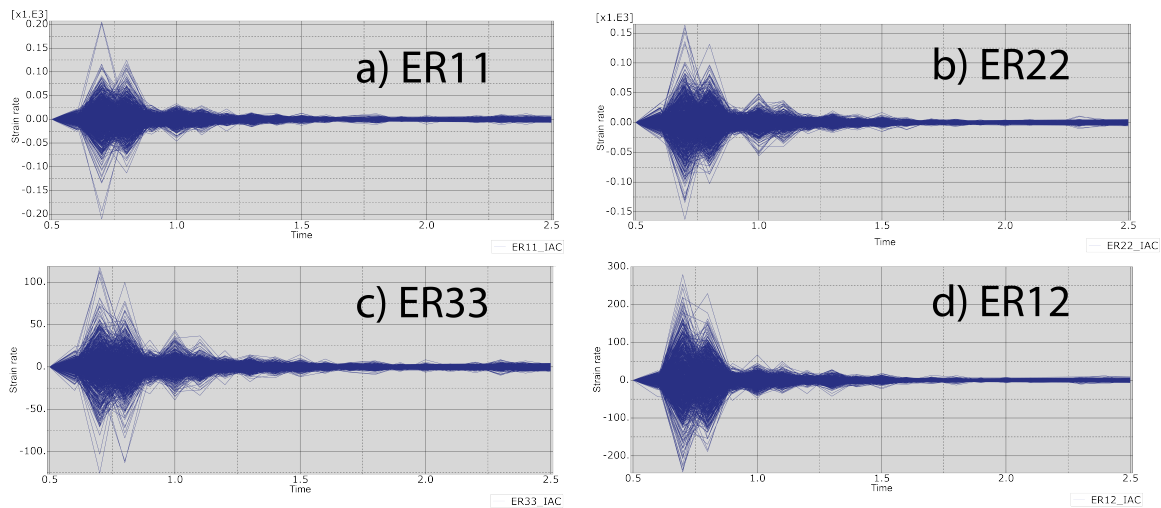 [x1.E3]
0.20
0.15
0.10
0.05
0.00
-0.05
-0.10
-0.15
-0.20
Strain rate
a) ER11
0.5 1.0 1.5 2.0 2.5
Time
ER11_IAC
[x1.E3]
0.15
0.10
0.05
0.00
-0.05
-0.10
-0.15
Strain rate
b) ER22
0.5 1.0 1.5 2.0 2.5
Time
ER22_IAC
100.
50.
0.
-50.
-100.
Strain rate
c) ER33
0.5 1.0 1.5 2.0 2.5
Time
ER33_IAC
300.
200.
100.
0.
-100.
-200.
Strain rate
d) ER12
0.5 1.0 1.5 2.0 2.5
Time
ER12_IAC